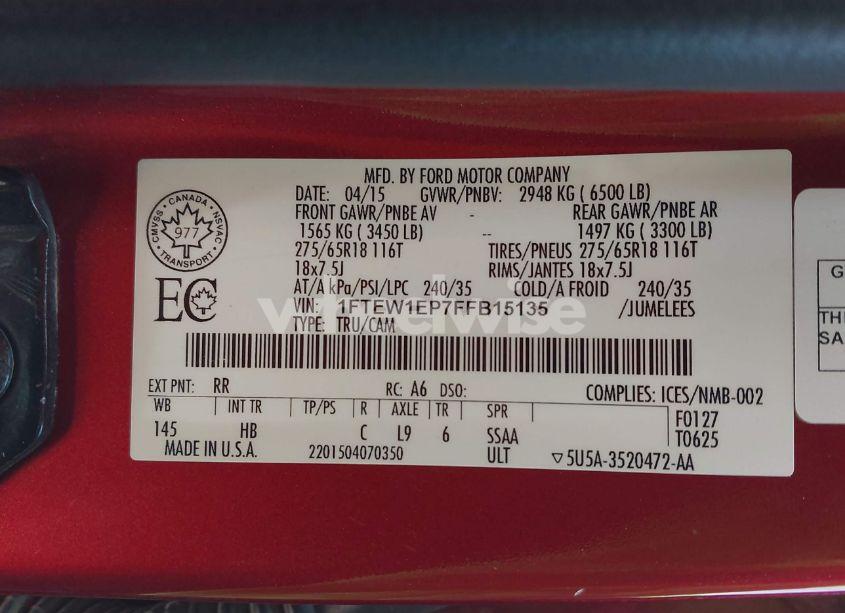 MFD. BY FORD MOTOR COMPANY
DATE: 04/15 GVWR/PNBV: 2948 KG ( 6500 LB)
FRONT GAWR/PNBE AV - REAR GAWR/PNBE AR
1565 KG ( 3450 LB) -- 1497 KG ( 3300 LB)
275/65R18 116T TIRES/PNEUS 275/65R18 116T
18x7.5J RIMS/JANTES 18x7.5J
AT/A kPa/PSI/LPC 240/35 COLD/A FROID 240/35
VIN: 1FTEW1EP7FFB15135 /JUMELEES
TYPE: TRU/CAM
CANADA
CMVSS
NSVAC
977
TRANSPORT
EC
EXT PNT: RR RC: A6 DSO: COMPLIES: ICES/NMB-002
WB INT TR TP/PS R AXLE TR SPR F0127
145 HB C L9 6 SSAA T0625
MADE IN U.S.A. 2201504070350 ULT ▽5U5A-3520472-AA
G
THE
SA